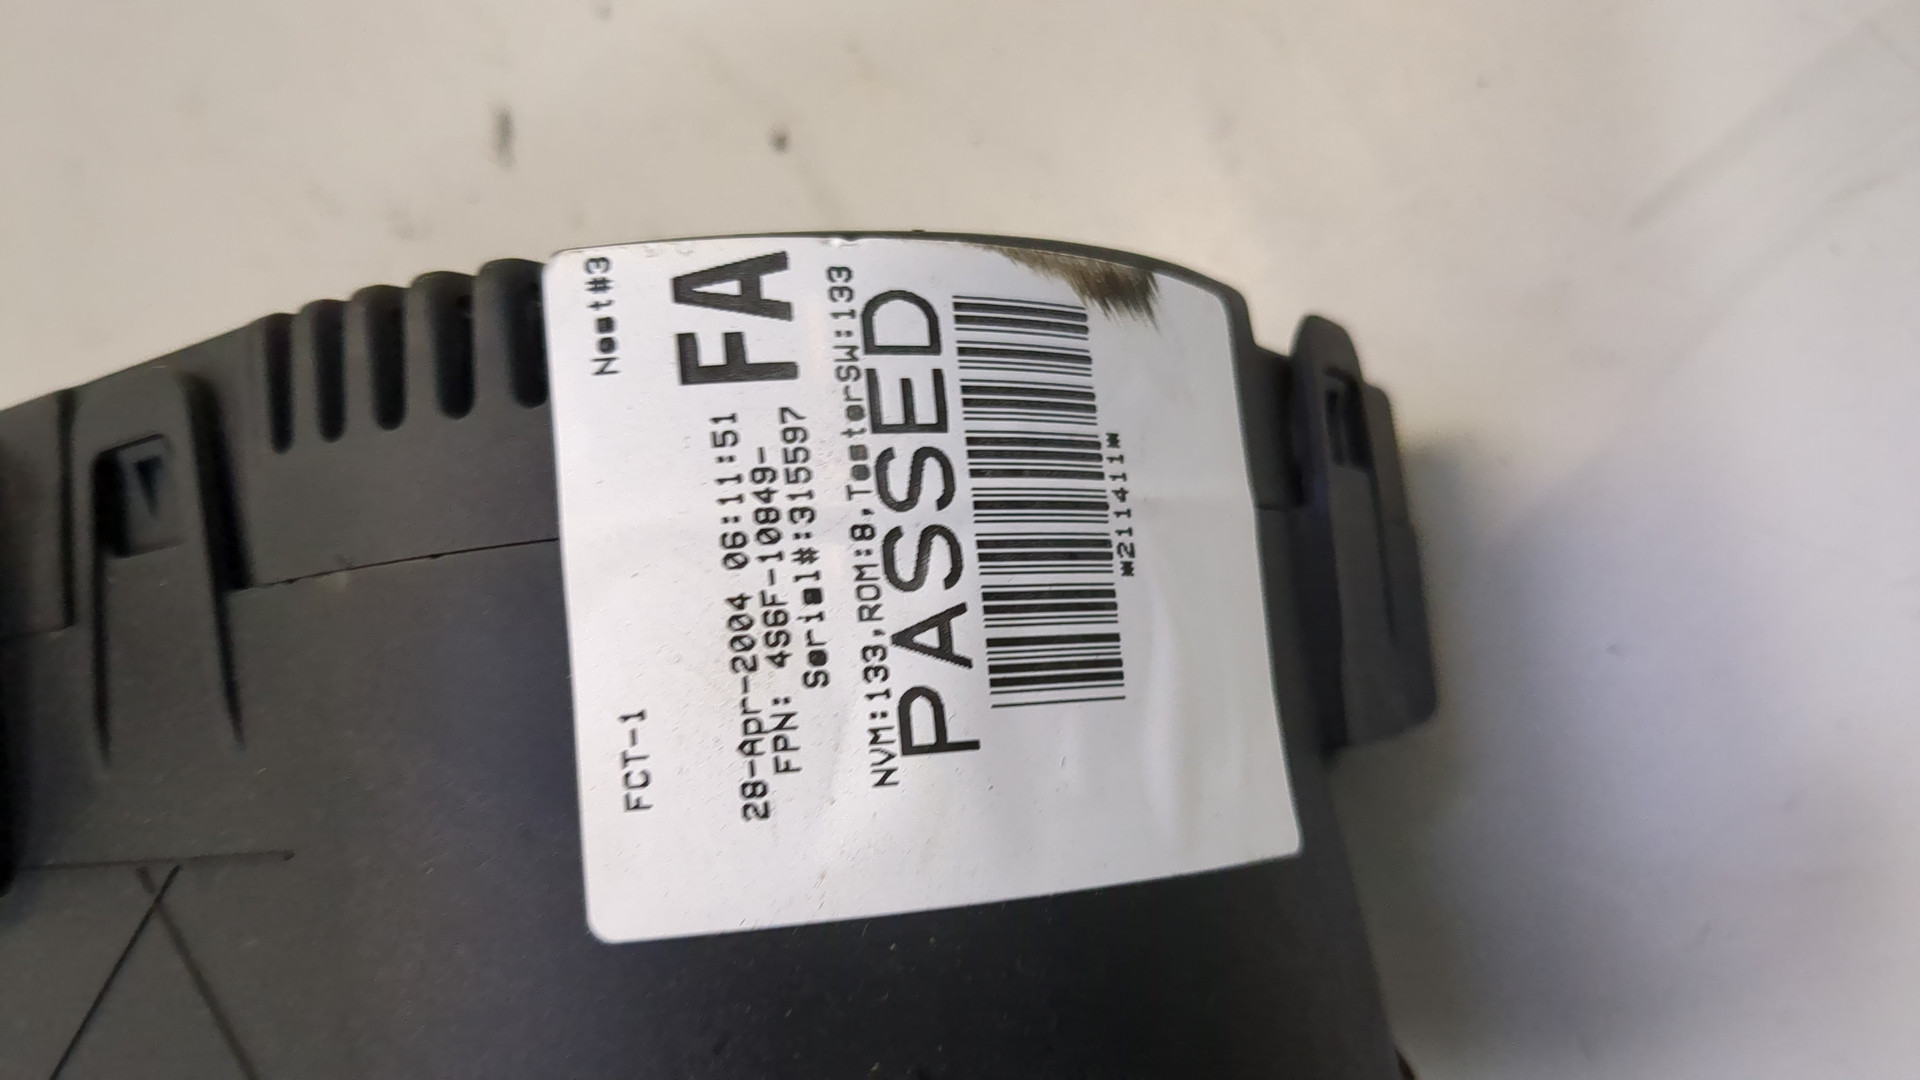 FCT-1 Nest#3
FA
28-Apr-2004 06:11:51
FPN: 4S6F-10849-
Serial#:315597
NVM:133,ROM:8,TesterSW:133
PASSED
*211411*